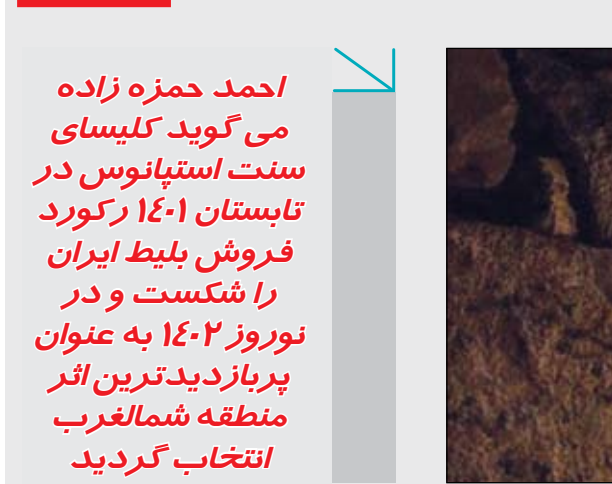 احمد حمزه زاده
می گوید کلیسای
سنت استپانوس در
تابستان ۱۴۰۱ رکورد
فروش بلیط ایران
را شکست و در
نوروز ۱۴۰۲ به عنوان
پربازدیدترین اثر
منطقه شمالغرب
انتخاب گردید